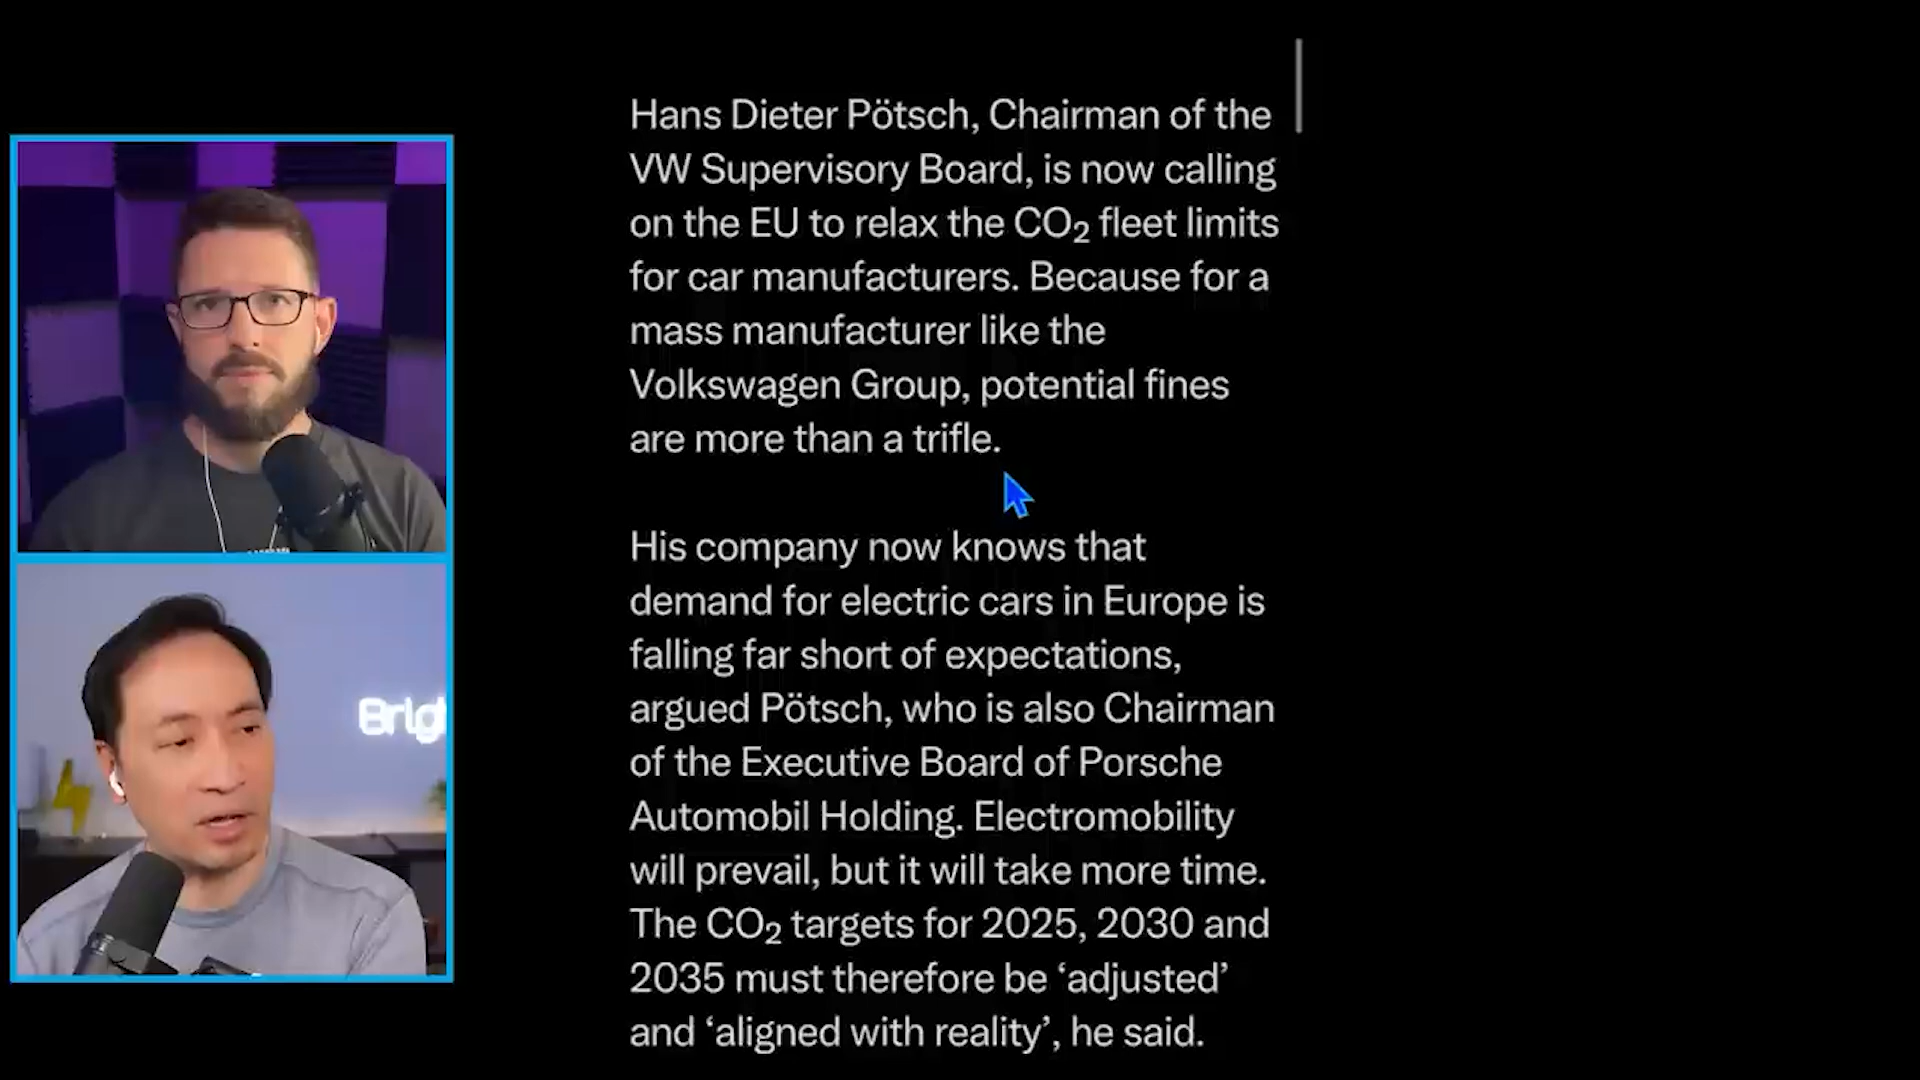 Hans Dieter Pötsch, Chairman of the
VW Supervisory Board, is now calling
on the EU to relax the CO₂ fleet limits
for car manufacturers. Because for a
mass manufacturer like the
Volkswagen Group, potential fines
are more than a trifle.
His company now knows that
demand for electric cars in Europe is
falling far short of expectations,
argued Pötsch, who is also Chairman
of the Executive Board of Porsche
Automobil Holding. Electromobility
will prevail, but it will take more time.
The CO₂ targets for 2025, 2030 and
2035 must therefore be ‘adjusted’
and ‘aligned with reality’, he said.